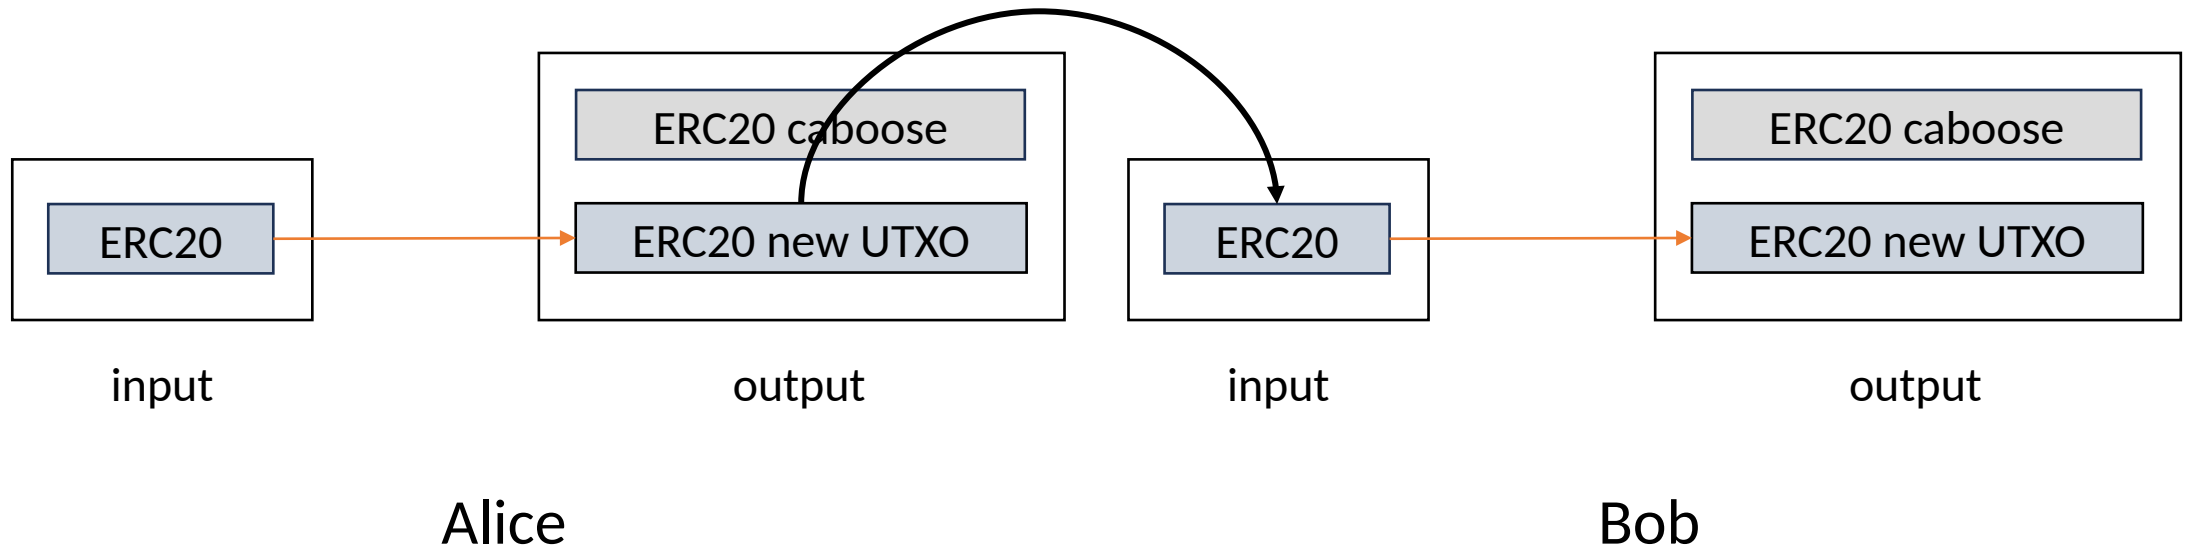 ERC20 caboose
ERC20 caboose
ERC20
ERC20 new UTXO
ERC20
ERC20 new UTXO
input
output
input
output
Alice
Bob